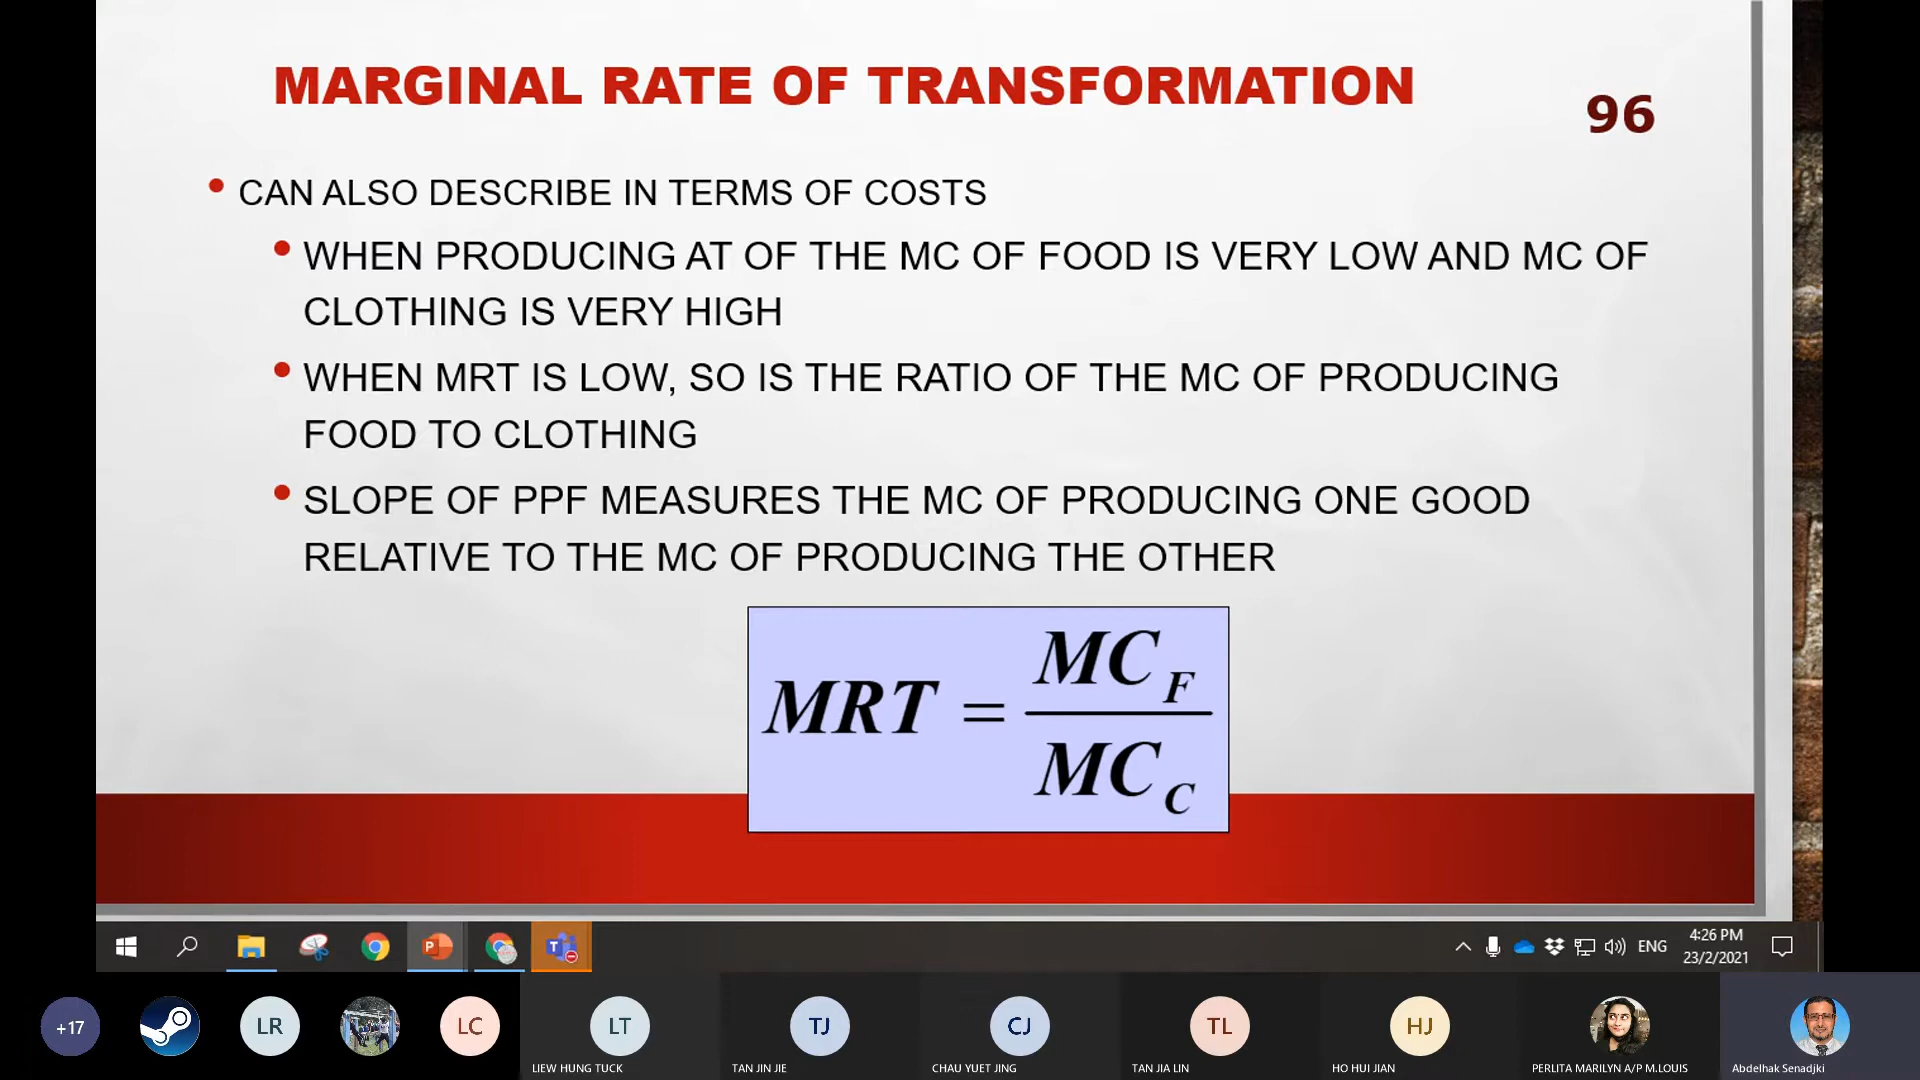 MARGINAL RATE OF TRANSFORMATION
96
CAN ALSO DESCRIBE IN TERMS OF COSTS
WHEN PRODUCING AT OF THE MC OF FOOD IS VERY LOW AND MC OF
CLOTHING IS VERY HIGH
WHEN MRT IS LOW, SO IS THE RATIO OF THE MC OF PRODUCING
FOOD TO CLOTHING
SLOPE OF PPF MEASURES THE MC OF PRODUCING ONE GOOD
RELATIVE TO THE MC OF PRODUCING THE OTHER
MRT = MC_F / MC_C
ENG
4:26 PM
23/2/2021
+17
LR
LC
LT
TJ
CJ
TL
HJ
LIEW HUNG TUCK
TAN JIN JIE
CHAU YUET JING
TAN JIA LIN
HO HUI JIAN
PERLITA MARILYN A/P M.LOUIS
Abdelhak Senadjki